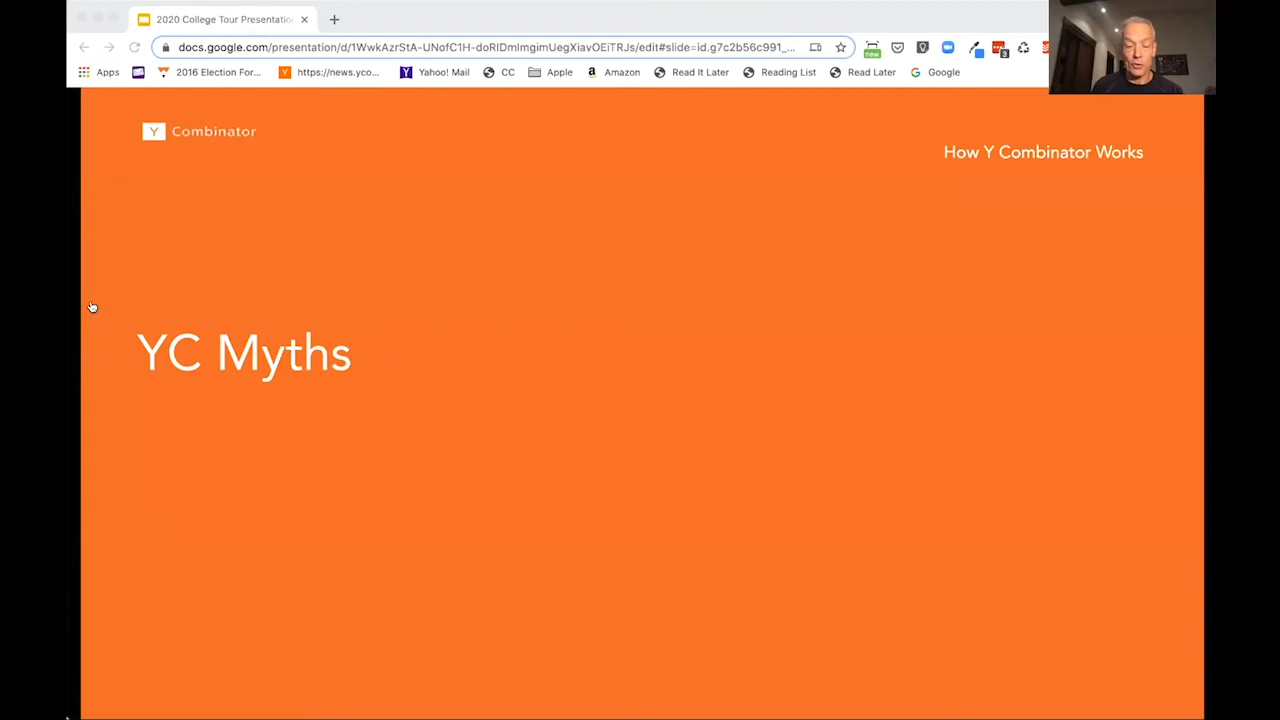 2020 College Tour Presentatio
docs.google.com/presentation/d/1WwkAzrStA-UNofC1H-doRIDmImgimUegXiavOEiTRJs/edit#slide=id.g7c2b56c991_...
new
3
Apps
2016 Election For...
Y
https://news.yco...
Y
Yahoo! Mail
CC
Apple
a
Amazon
Read It Later
Reading List
Read Later
G
Google
Y Combinator
How Y Combinator Works
YC Myths